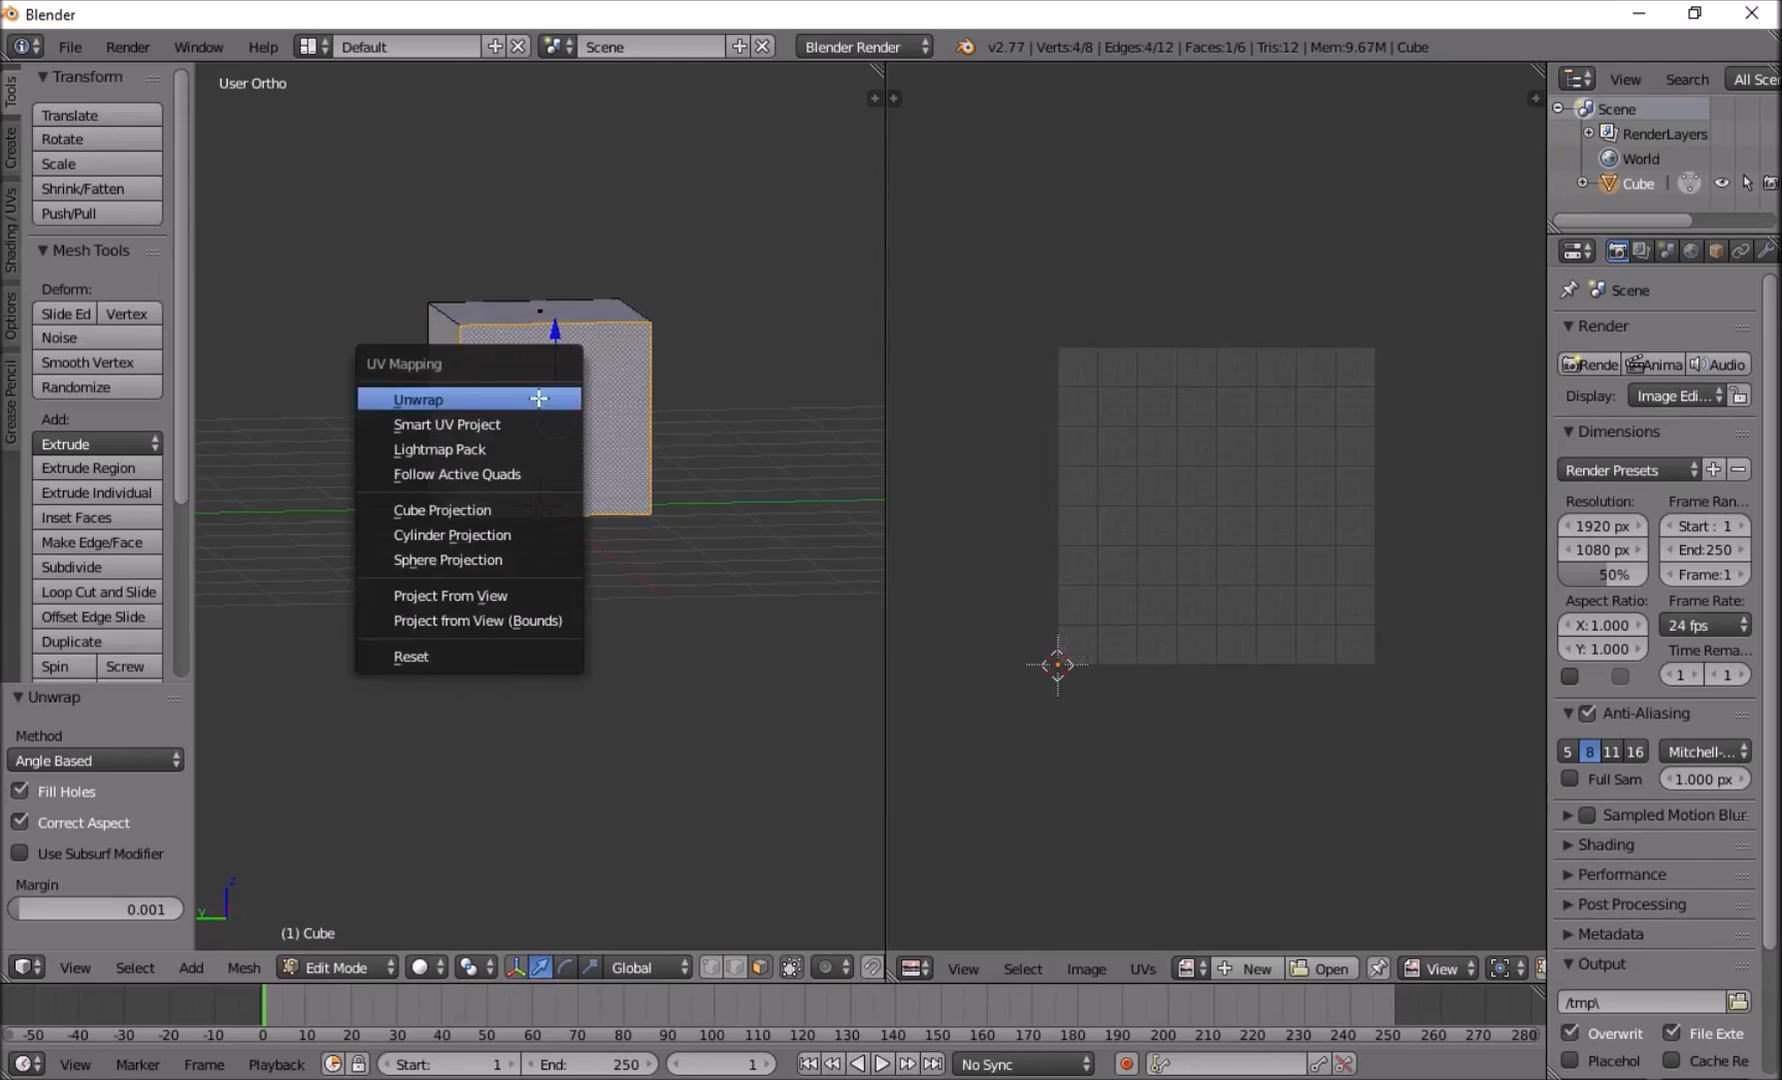 Blender
File Render Window Help Default Scene Blender Render v2.77 | Verts:4/8 | Edges:4/12 | Faces:1/6 | Tris:12 | Mem:9.67M | Cube
Tools
Create
Shading / UVs
Options
Grease Pencil
Transform
Translate
Rotate
Scale
Shrink/Fatten
Push/Pull
Mesh Tools
Deform:
Slide Ed Vertex
Noise
Smooth Vertex
Randomize
Add:
Extrude
Extrude Region
Extrude Individual
Inset Faces
Make Edge/Face
Subdivide
Loop Cut and Slide
Offset Edge Slide
Duplicate
Spin Screw
Unwrap
Method
Angle Based
Fill Holes
Correct Aspect
Use Subsurf Modifier
Margin
0.001
User Ortho
UV Mapping
Unwrap
Smart UV Project
Lightmap Pack
Follow Active Quads
Cube Projection
Cylinder Projection
Sphere Projection
Project From View
Project from View (Bounds)
Reset
z
y
(1) Cube
View Select Add Mesh Edit Mode Global
View Select Image UVs New Open View
View Search All Scen
Scene
RenderLayers
World
Cube
Scene
Render
Rende Anima Audio
Display: Image Edi...
Dimensions
Render Presets
Resolution: Frame Ran...
1920 px Start : 1
1080 px End:250
50% Frame:1
Aspect Ratio: Frame Rate:
X:1.000 24 fps
Y: 1.000 Time Rema...
1 1
Anti-Aliasing
5 8 11 16 Mitchell-...
Full Sam 1.000 px
Sampled Motion Blur
Shading
Performance
Post Processing
Metadata
Output
/tmp\
Overwrit File Exte
Placehol Cache Re
-50 -40 -30 -20 -10 0 10 20 30 40 50 60 70 80 90 100 110 120 130 140 150 160 170 180 190 200 210 220 230 240 250 260 270 280
View Marker Frame Playback Start: 1 End: 250 1 No Sync